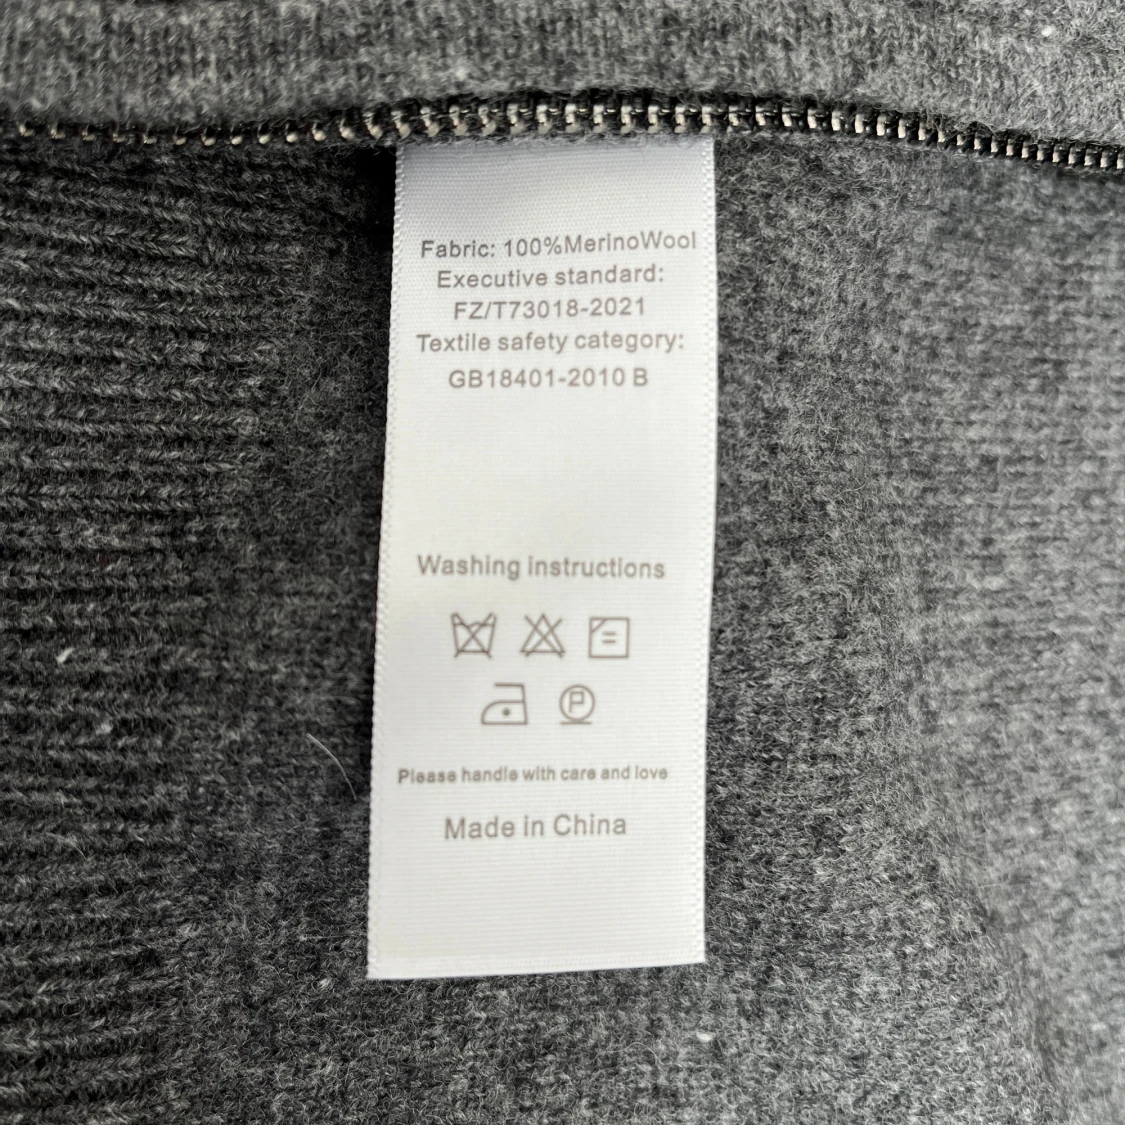 Fabric: 100%MerinoWool
Executive standard:
FZ/T73018-2021
Textile safety category:
GB18401-2010 B
Washing instructions
P
Please handle with care and love
Made in China